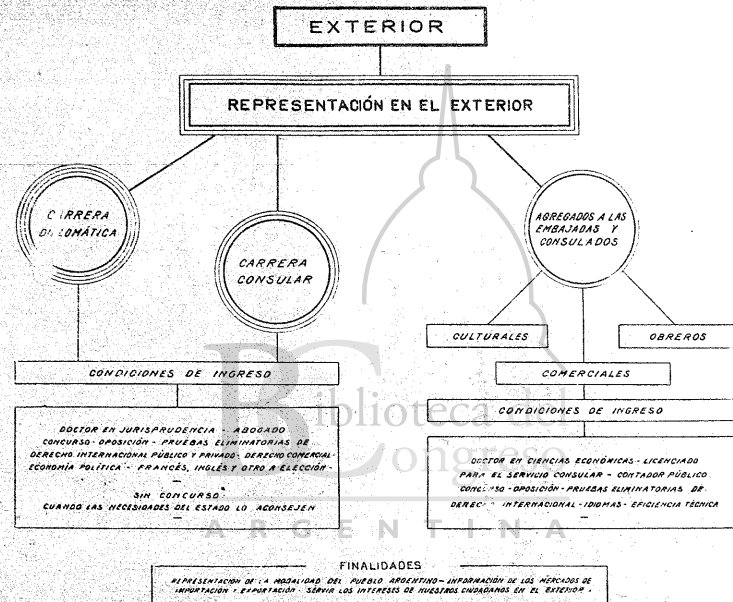 EXTERIOR
REPRESENTACIÓN EN EL EXTERIOR
CARRERA
DIPLOMÁTICA
CARRERA
CONSULAR
AGREGADOS A LAS
EMBAJADAS Y
CONSULADOS
CULTURALES
OBREROS
COMERCIALES
CONDICIONES DE INGRESO
DOCTOR EN JURISPRUDENCIA - ABOGADO
CONCURSO - OPOSICIÓN - PRUEBAS ELIMINATORIAS DE
DERECHO INTERNACIONAL PÚBLICO Y PRIVADO - DERECHO COMERCIAL -
ECONOMÍA POLÍTICA - FRANCÉS, INGLÉS Y OTRO A ELECCIÓN -
SIN CONCURSO
CUANDO LAS NECESIDADES DEL ESTADO LO ACONSEJEN
CONDICIONES DE INGRESO
DOCTOR EN CIENCIAS ECONÓMICAS - LICENCIADO
PARA EL SERVICIO CONSULAR - CONTADOR PÚBLICO
CONCURSO - OPOSICIÓN - PRUEBAS ELIMINATORIAS DE
DERECHO INTERNACIONAL - IDIOMAS - EFICIENCIA TÉCNICA
Biblioteca del
Congreso
ARGENTINA
FINALIDADES
REPRESENTACIÓN DE LA MODALIDAD DEL PUEBLO ARGENTINO - INFORMACIÓN DE LOS MERCADOS DE
IMPORTACIÓN Y EXPORTACIÓN - SERVIR LOS INTERESES DE NUESTROS CIUDADANOS EN EL EXTERIOR.